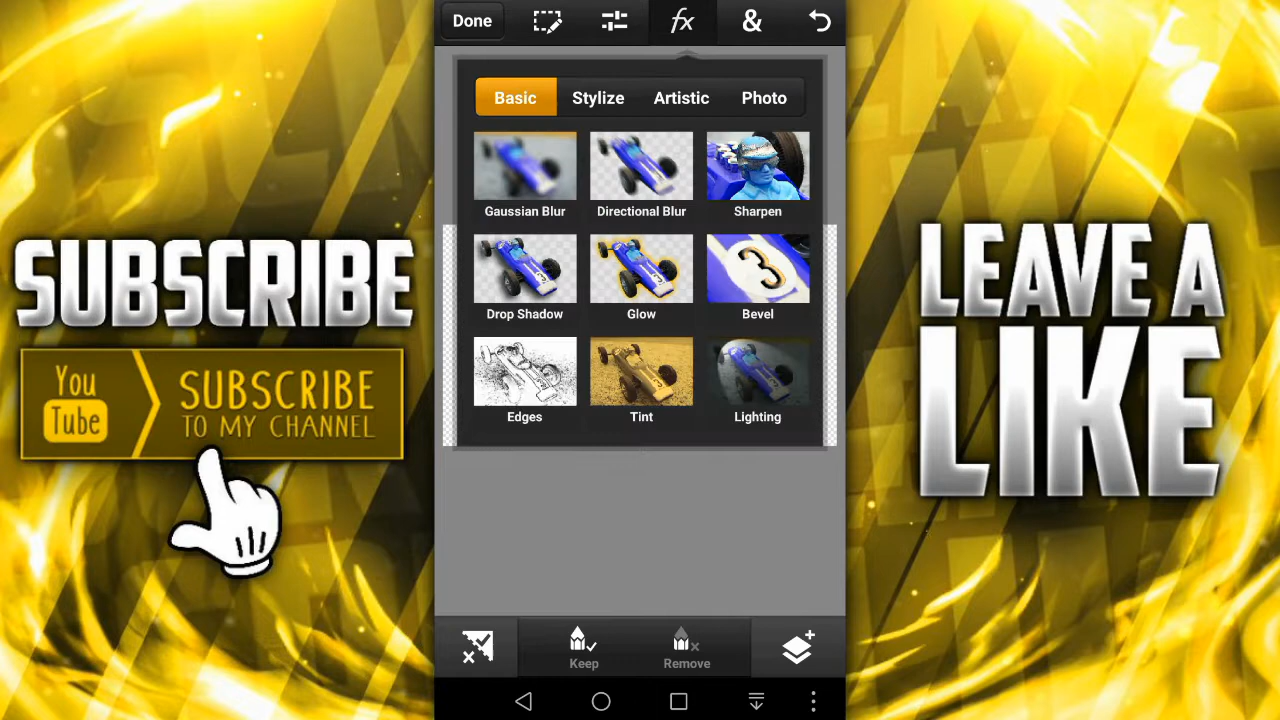 Done
fx
&
Basic
Stylize
Artistic
Photo
Gaussian Blur
Directional Blur
Sharpen
Drop Shadow
Glow
3
Bevel
Edges
Tint
Lighting
Keep
Remove
SUBSCRIBE
You
Tube
SUBSCRIBE
TO MY CHANNEL
LEAVE A
LIKE